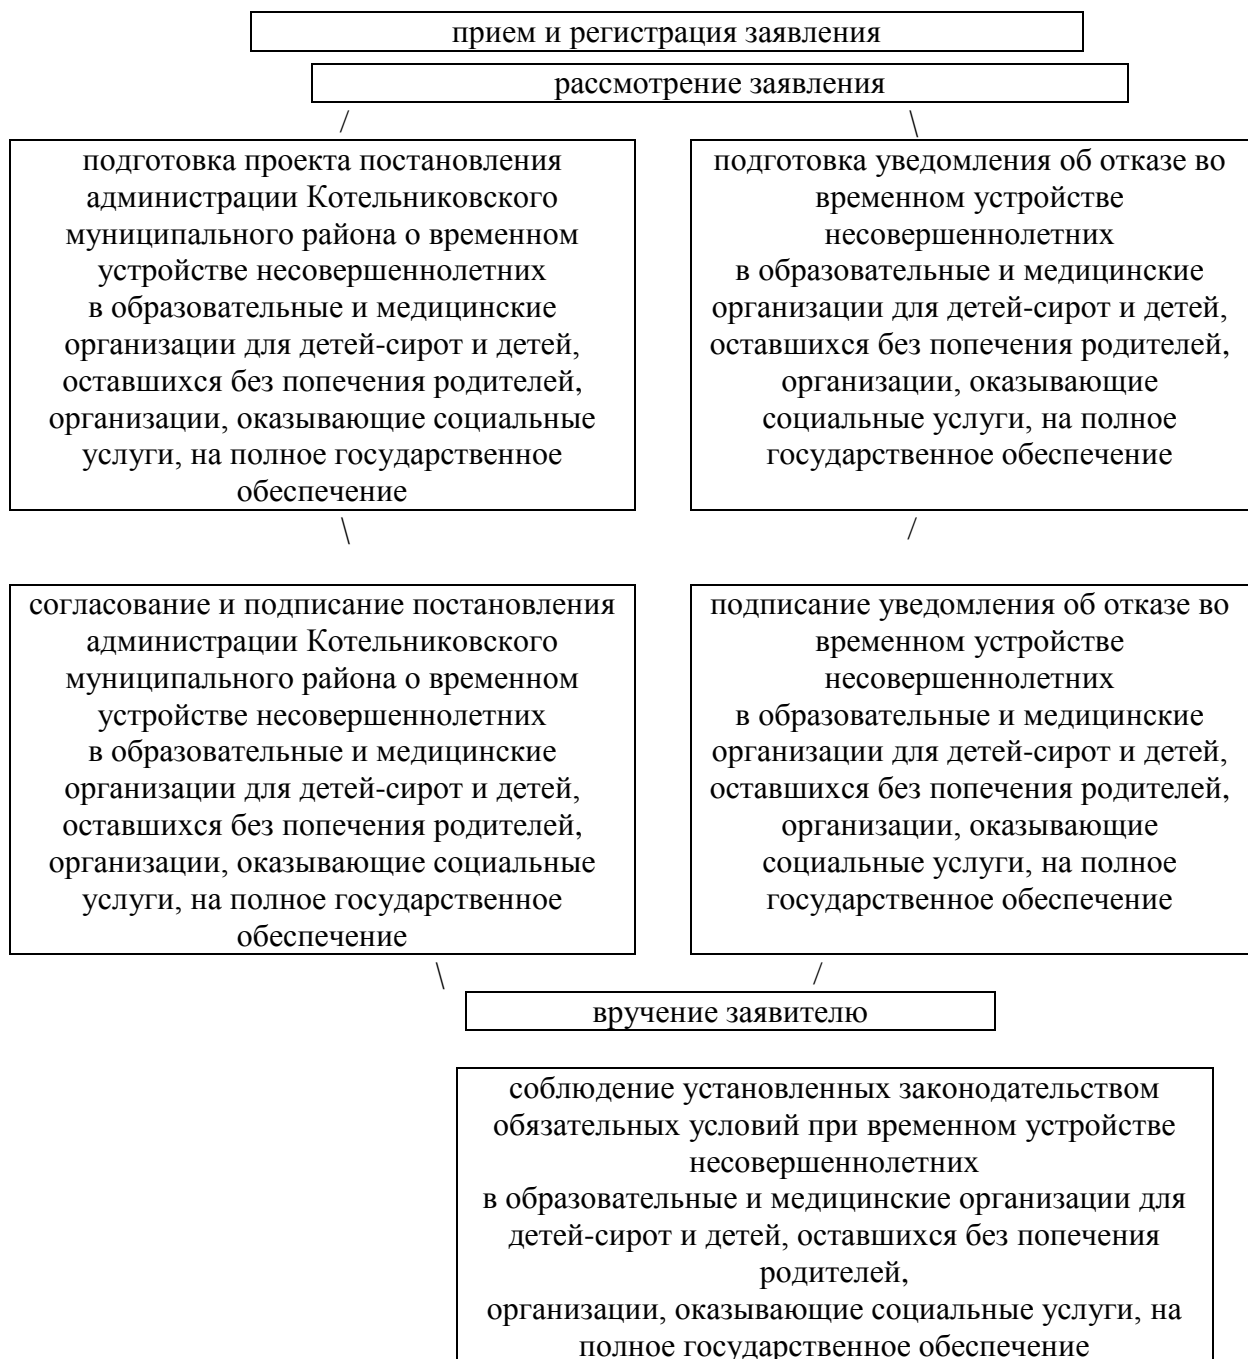 прием и регистрация заявления
рассмотрение заявления
/
\
подготовка проекта постановления
администрации Котельниковского
муниципального района о временном
устройстве несовершеннолетних
в образовательные и медицинские
организации для детей-сирот и детей,
оставшихся без попечения родителей,
организации, оказывающие социальные
услуги, на полное государственное
обеспечение
подготовка уведомления об отказе во
временном устройстве
несовершеннолетних
в образовательные и медицинские
организации для детей-сирот и детей,
оставшихся без попечения родителей,
организации, оказывающие
социальные услуги, на полное
государственное обеспечение
\
/
согласование и подписание постановления
администрации Котельниковского
муниципального района о временном
устройстве несовершеннолетних
в образовательные и медицинские
организации для детей-сирот и детей,
оставшихся без попечения родителей,
организации, оказывающие социальные
услуги, на полное государственное
обеспечение
подписание уведомления об отказе во
временном устройстве
несовершеннолетних
в образовательные и медицинские
организации для детей-сирот и детей,
оставшихся без попечения родителей,
организации, оказывающие
социальные услуги, на полное
государственное обеспечение
\
/
вручение заявителю
соблюдение установленных законодательством
обязательных условий при временном устройстве
несовершеннолетних
в образовательные и медицинские организации для
детей-сирот и детей, оставшихся без попечения
родителей,
организации, оказывающие социальные услуги, на
полное государственное обеспечение